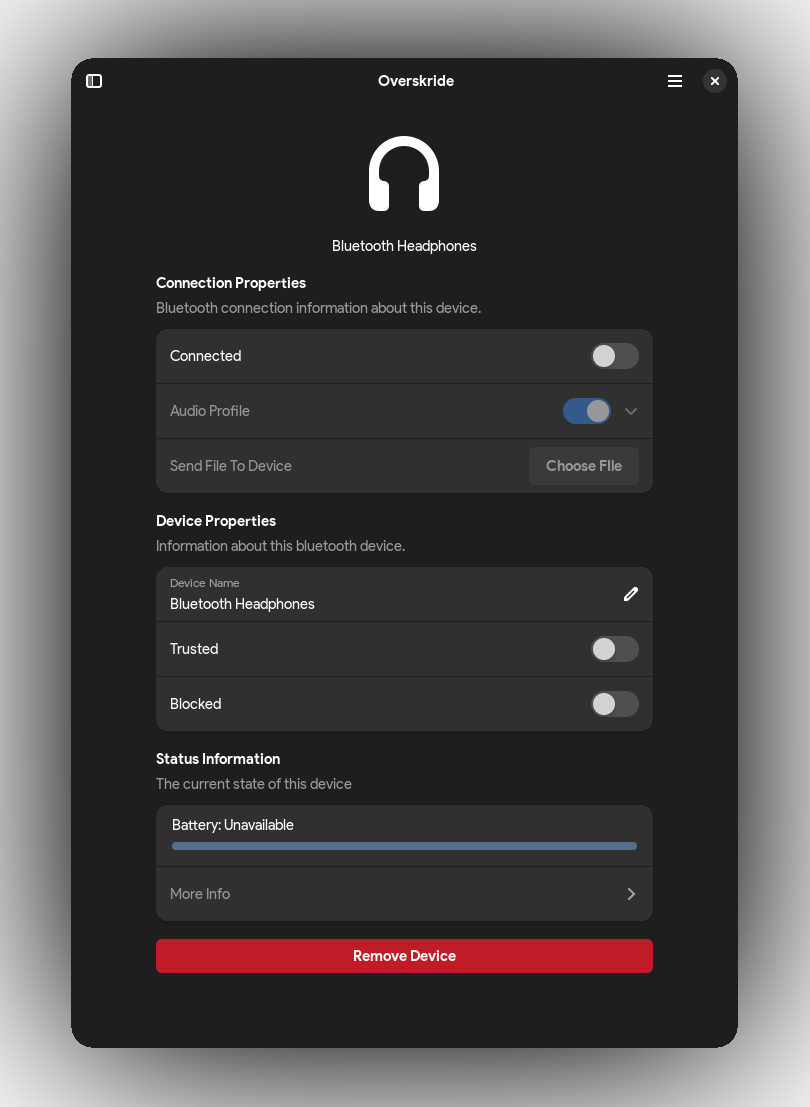 Overskride
Bluetooth Headphones
Connection Properties
Bluetooth connection information about this device.
Connected
Audio Profile
Send File To Device
Choose FIle
Device Properties
Information about this bluetooth device.
Device Name
Bluetooth Headphones
Trusted
Blocked
Status Information
The current state of this device
Battery: Unavailable
More Info
Remove Device